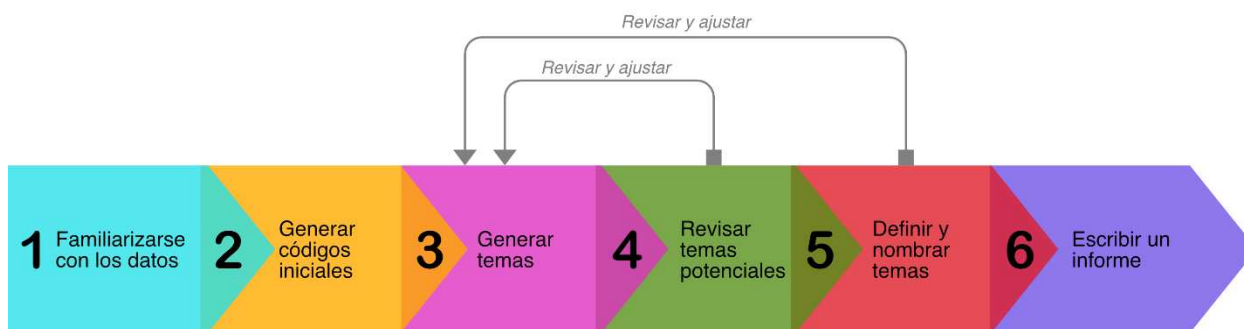 Revisar y ajustar
Revisar y ajustar
1 Familiarizarse
con los datos
2 Generar
códigos
iniciales
3 Generar
temas
4 Revisar
temas
potenciales
5 Definir y
nombrar
temas
6 Escribir un
informe